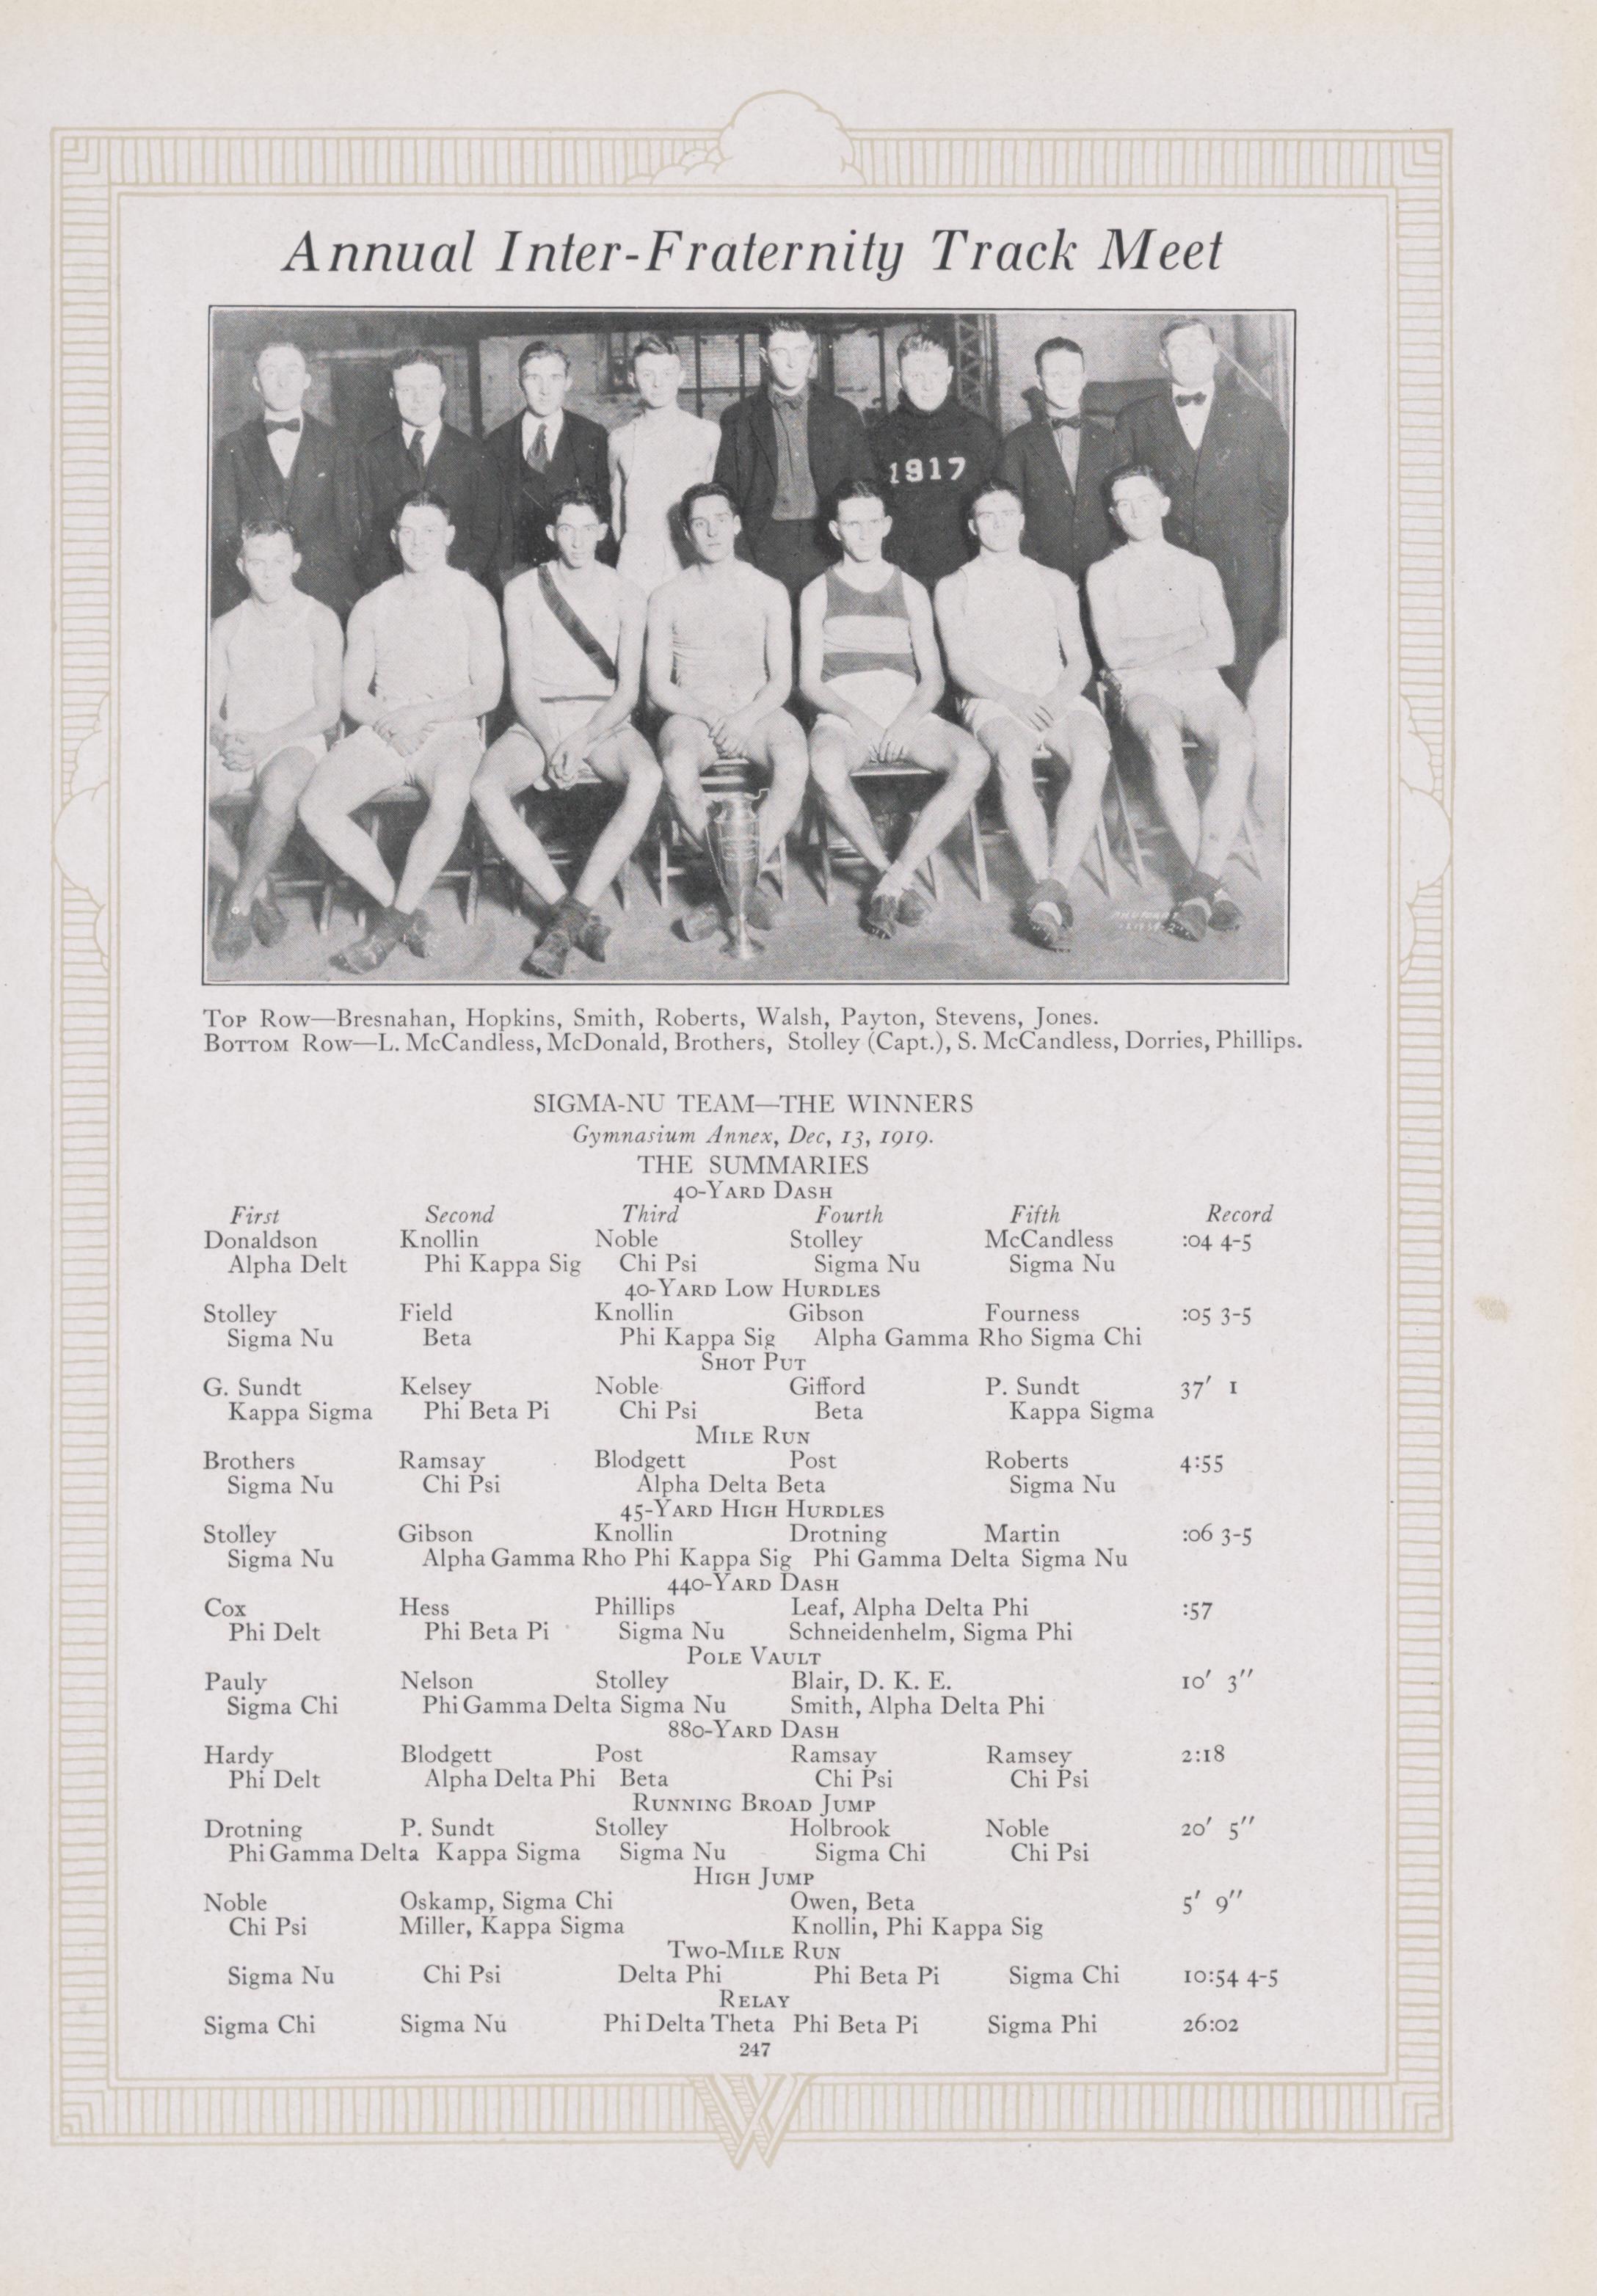 Annual Inter-Fraternity Track Meet
1917
Top Row—Bresnahan, Hopkins, Smith, Roberts, Walsh, Payton, Stevens, Jones.
Bottom Row—L. McCandless, McDonald, Brothers, Stolley (Capt.), S. McCandless, Dorries, Phillips.
SIGMA-NU TEAM—THE WINNERS
Gymnasium Annex, Dec, 13, 1919.
THE SUMMARIES
40-Yard Dash
First Second Third Fourth Fifth Record
Donaldson Knollin Noble Stolley McCandless :04 4-5
Alpha Delt Phi Kappa Sig Chi Psi Sigma Nu Sigma Nu
40-Yard Low Hurdles
Stolley Field Knollin Gibson Fourness :05 3-5
Sigma Nu Beta Phi Kappa Sig Alpha Gamma Rho Sigma Chi
Shot Put
G. Sundt Kelsey Noble Gifford P. Sundt 37′ 1
Kappa Sigma Phi Beta Pi Chi Psi Beta Kappa Sigma
Mile Run
Brothers Ramsay Blodgett Post Roberts 4:55
Sigma Nu Chi Psi Alpha Delta Beta Sigma Nu
45-Yard High Hurdles
Stolley Gibson Knollin Drotning Martin :06 3-5
Sigma Nu Alpha Gamma Rho Phi Kappa Sig Phi Gamma Delta Sigma Nu
440-Yard Dash
Cox Hess Phillips Leaf, Alpha Delta Phi :57
Phi Delt Phi Beta Pi Sigma Nu Schneidenhelm, Sigma Phi
Pole Vault
Pauly Nelson Stolley Blair, D. K. E. 10′ 3″
Sigma Chi Phi Gamma Delta Sigma Nu Smith, Alpha Delta Phi
880-Yard Dash
Hardy Blodgett Post Ramsay Ramsey 2:18
Phi Delt Alpha Delta Phi Beta Chi Psi Chi Psi
Running Broad Jump
Drotning P. Sundt Stolley Holbrook Noble 20′ 5″
Phi Gamma Delta Kappa Sigma Sigma Nu Sigma Chi Chi Psi
High Jump
Noble Oskamp, Sigma Chi Owen, Beta 5′ 9″
Chi Psi Miller, Kappa Sigma Knollin, Phi Kappa Sig
Two-Mile Run
Sigma Nu Chi Psi Delta Phi Phi Beta Pi Sigma Chi 10:54 4-5
Relay
Sigma Chi Sigma Nu Phi Delta Theta Phi Beta Pi Sigma Phi 26:02
247
W